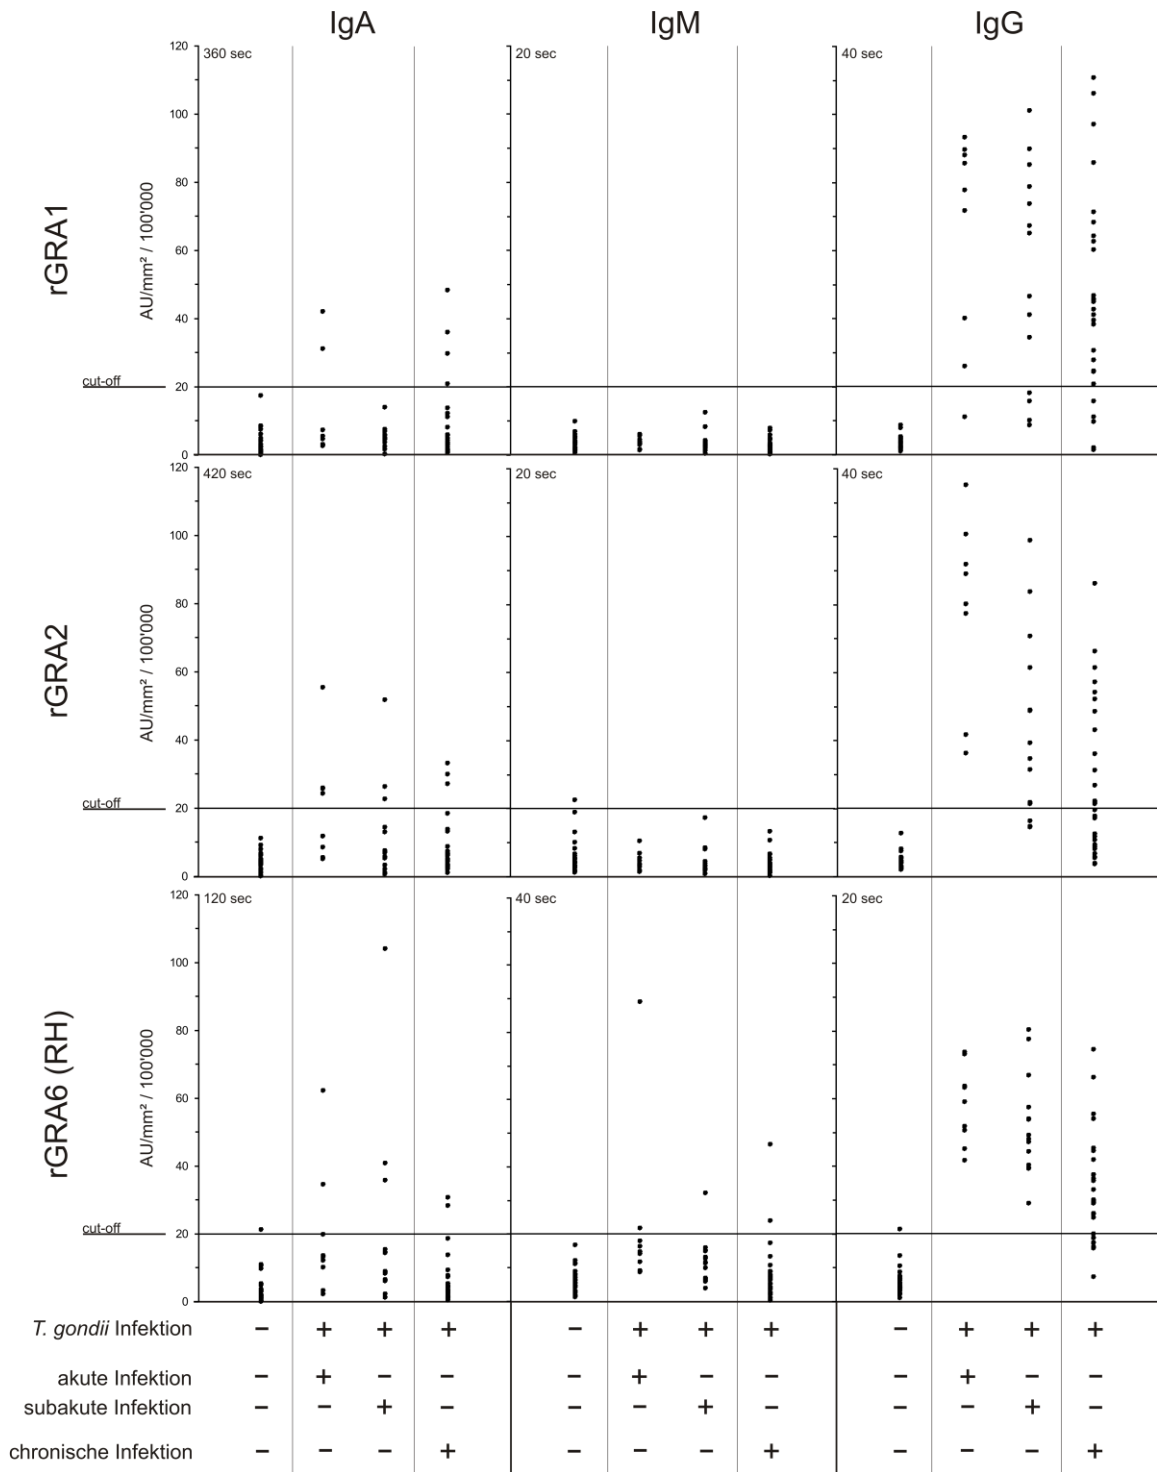 IgA IgM IgG
rGRA1
AU/mm² / 100'000
120
100
80
60
40
20
0
cut-off
360 sec 20 sec 40 sec
rGRA2
AU/mm² / 100'000
120
100
80
60
40
20
0
cut-off
420 sec 20 sec 40 sec
rGRA6 (RH)
AU/mm² / 100'000
120
100
80
60
40
20
0
cut-off
120 sec 40 sec 20 sec
T. gondii Infektion − + + + − + + + − + + +
akute Infektion − + − − − + − − − + − −
subakute Infektion − − + − − − + − − − + −
chronische Infektion − − − + − − − + − − − +